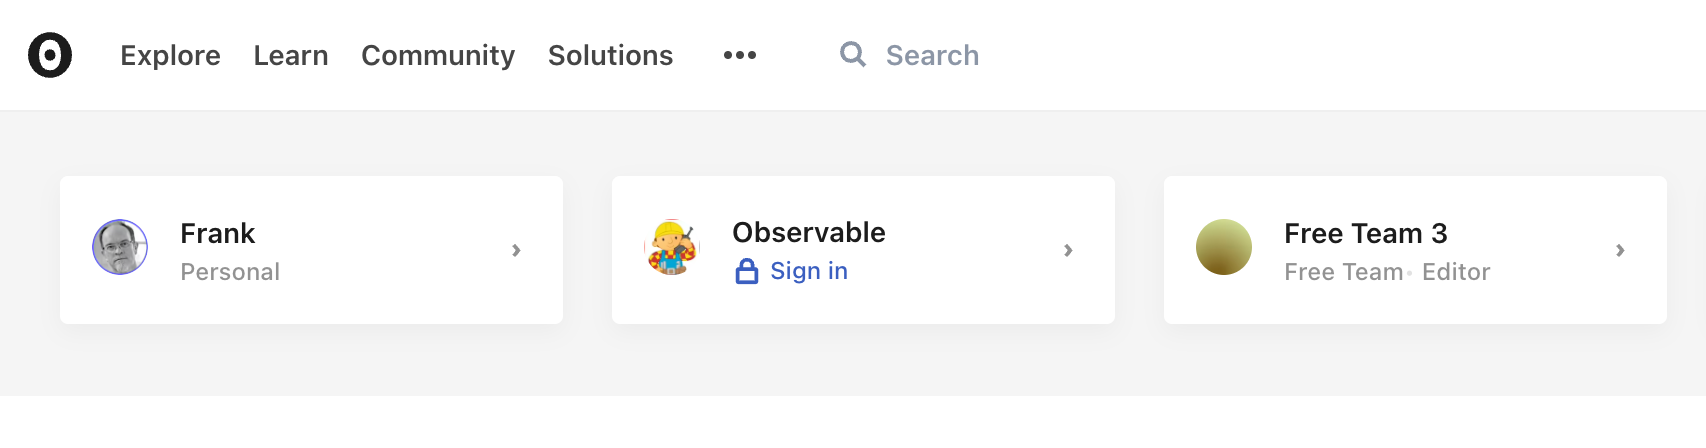 Explore Learn Community Solutions ••• Search
Frank
Personal
Observable
Sign in
Free Team 3
Free Team • Editor